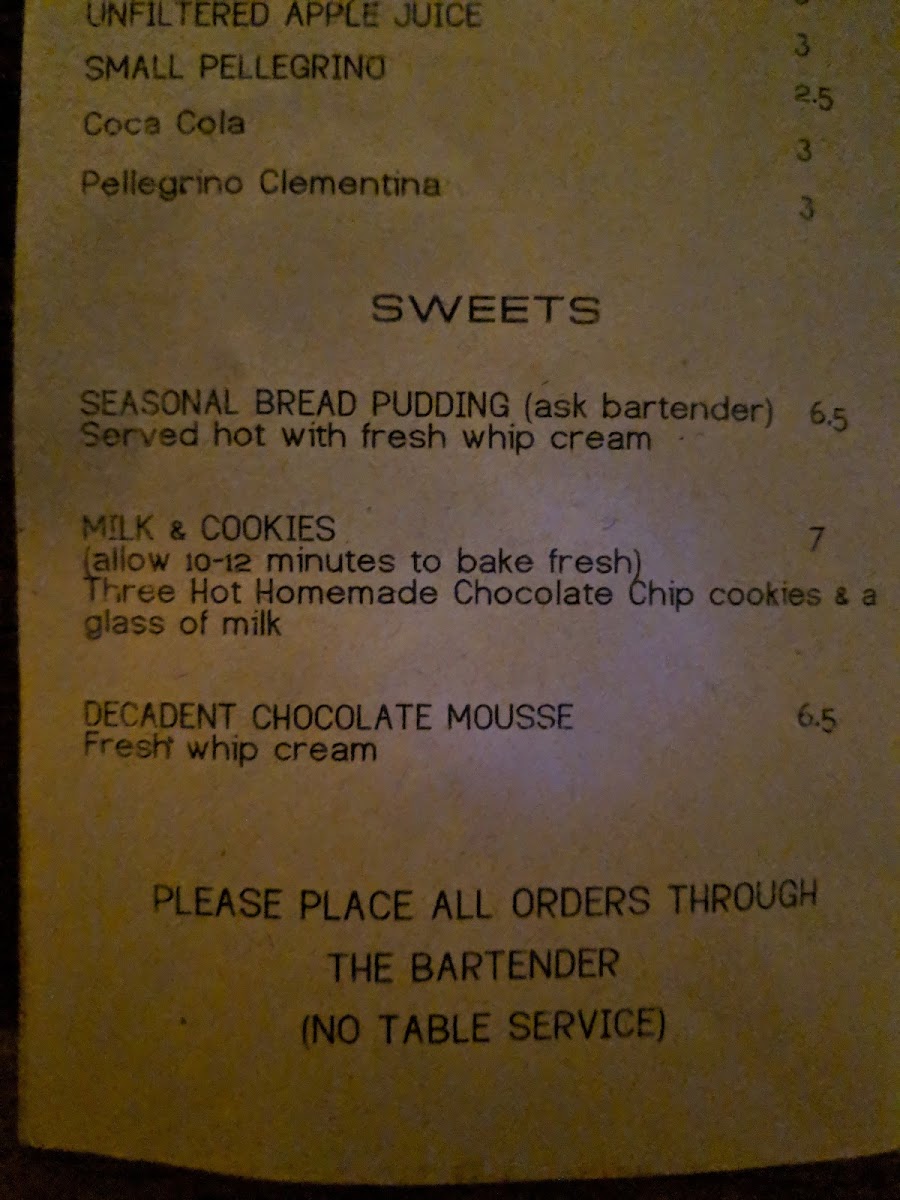 UNFILTERED APPLE JUICE 3
SMALL PELLEGRINO 2.5
Coca Cola 3
Pellegrino Clementina 3
SWEETS
SEASONAL BREAD PUDDING (ask bartender) 6.5
Served hot with fresh whip cream
MILK & COOKIES 7
(allow 10-12 minutes to bake fresh)
Three Hot Homemade Chocolate Chip cookies & a
glass of milk
DECADENT CHOCOLATE MOUSSE 6.5
Fresh whip cream
PLEASE PLACE ALL ORDERS THROUGH
THE BARTENDER
(NO TABLE SERVICE)